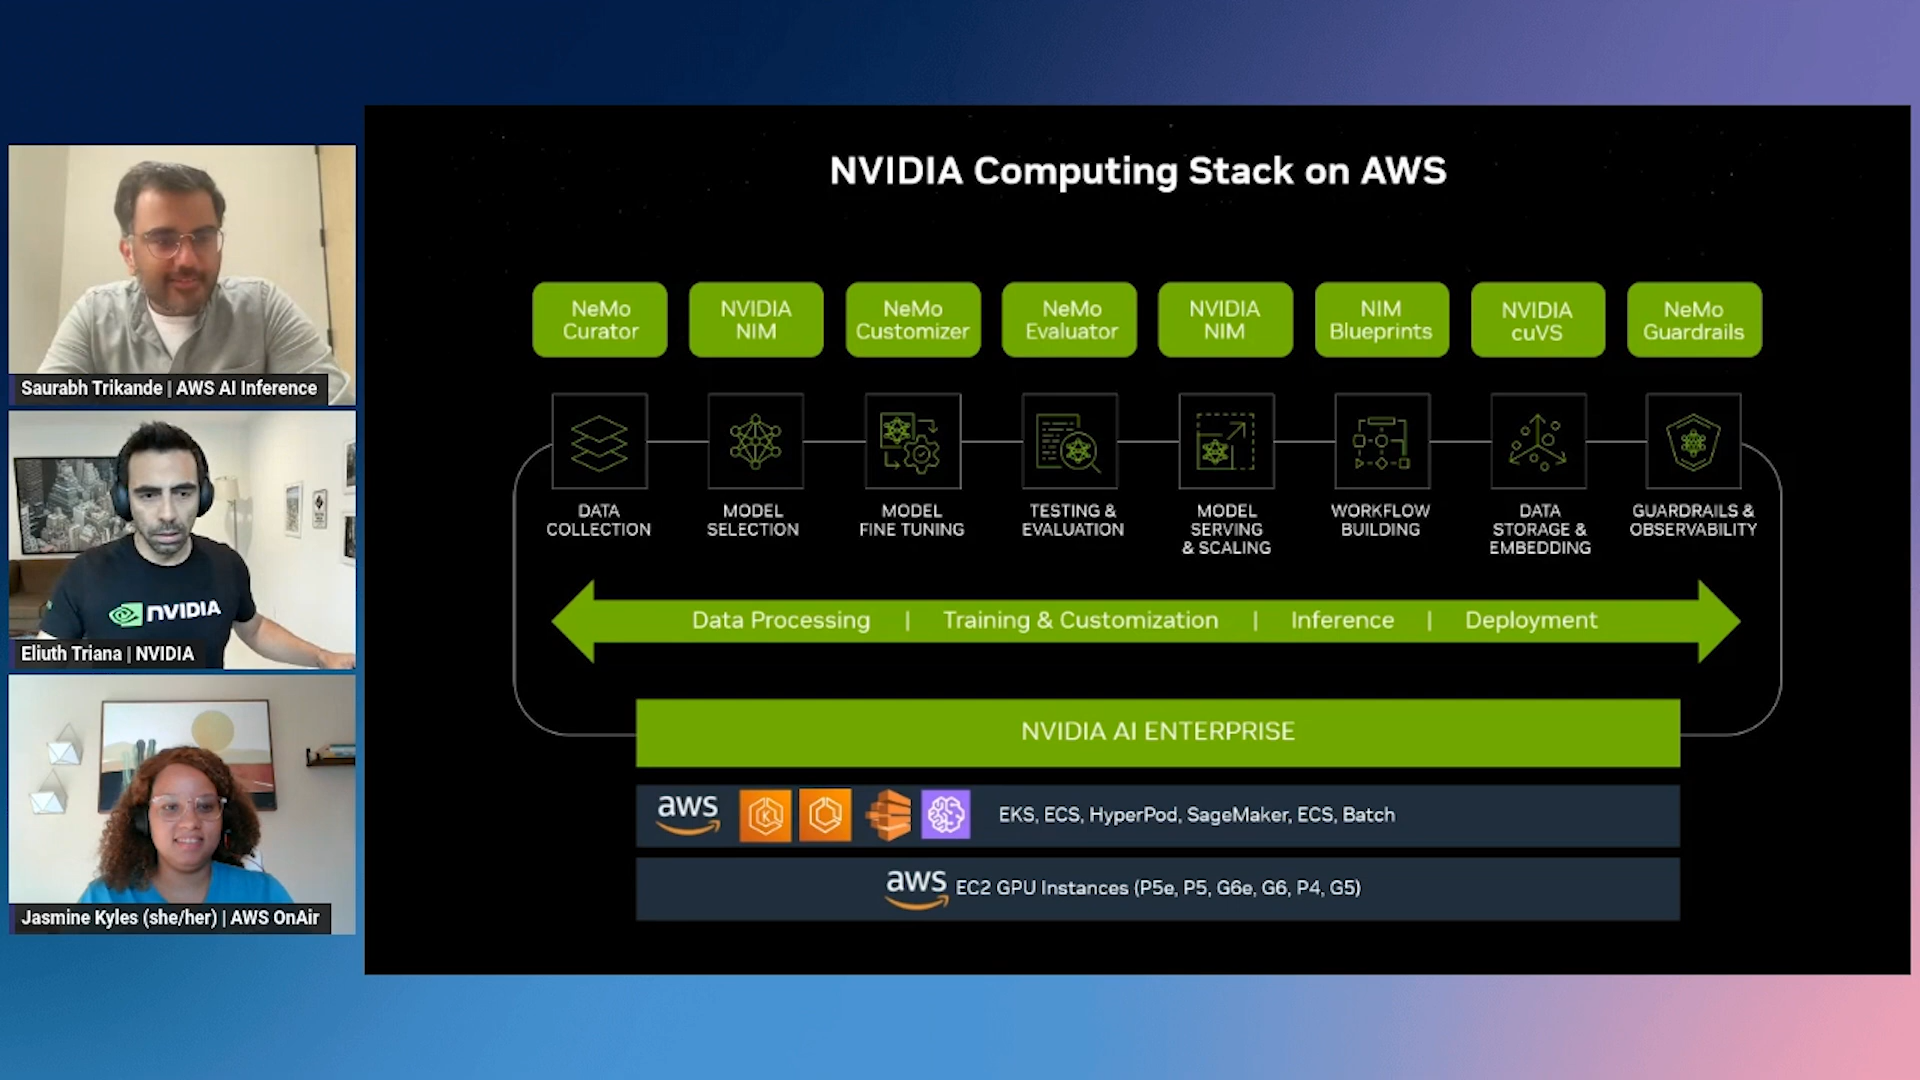 NVIDIA Computing Stack on AWS
NeMo
Curator
NVIDIA
NIM
NeMo
Customizer
NeMo
Evaluator
NVIDIA
NIM
NIM
Blueprints
NVIDIA
cuVS
NeMo
Guardrails
DATA
COLLECTION
MODEL
SELECTION
MODEL
FINE TUNING
TESTING &
EVALUATION
MODEL
SERVING
& SCALING
WORKFLOW
BUILDING
DATA
STORAGE &
EMBEDDING
GUARDRAILS &
OBSERVABILITY
Data Processing | Training & Customization | Inference | Deployment
NVIDIA AI ENTERPRISE
aws K EKS, ECS, HyperPod, SageMaker, ECS, Batch
aws EC2 GPU Instances (P5e, P5, G6e, G6, P4, G5)
Saurabh Trikande | AWS AI Inference
NVIDIA
Eliuth Triana | NVIDIA
Jasmine Kyles (she/her) | AWS OnAir